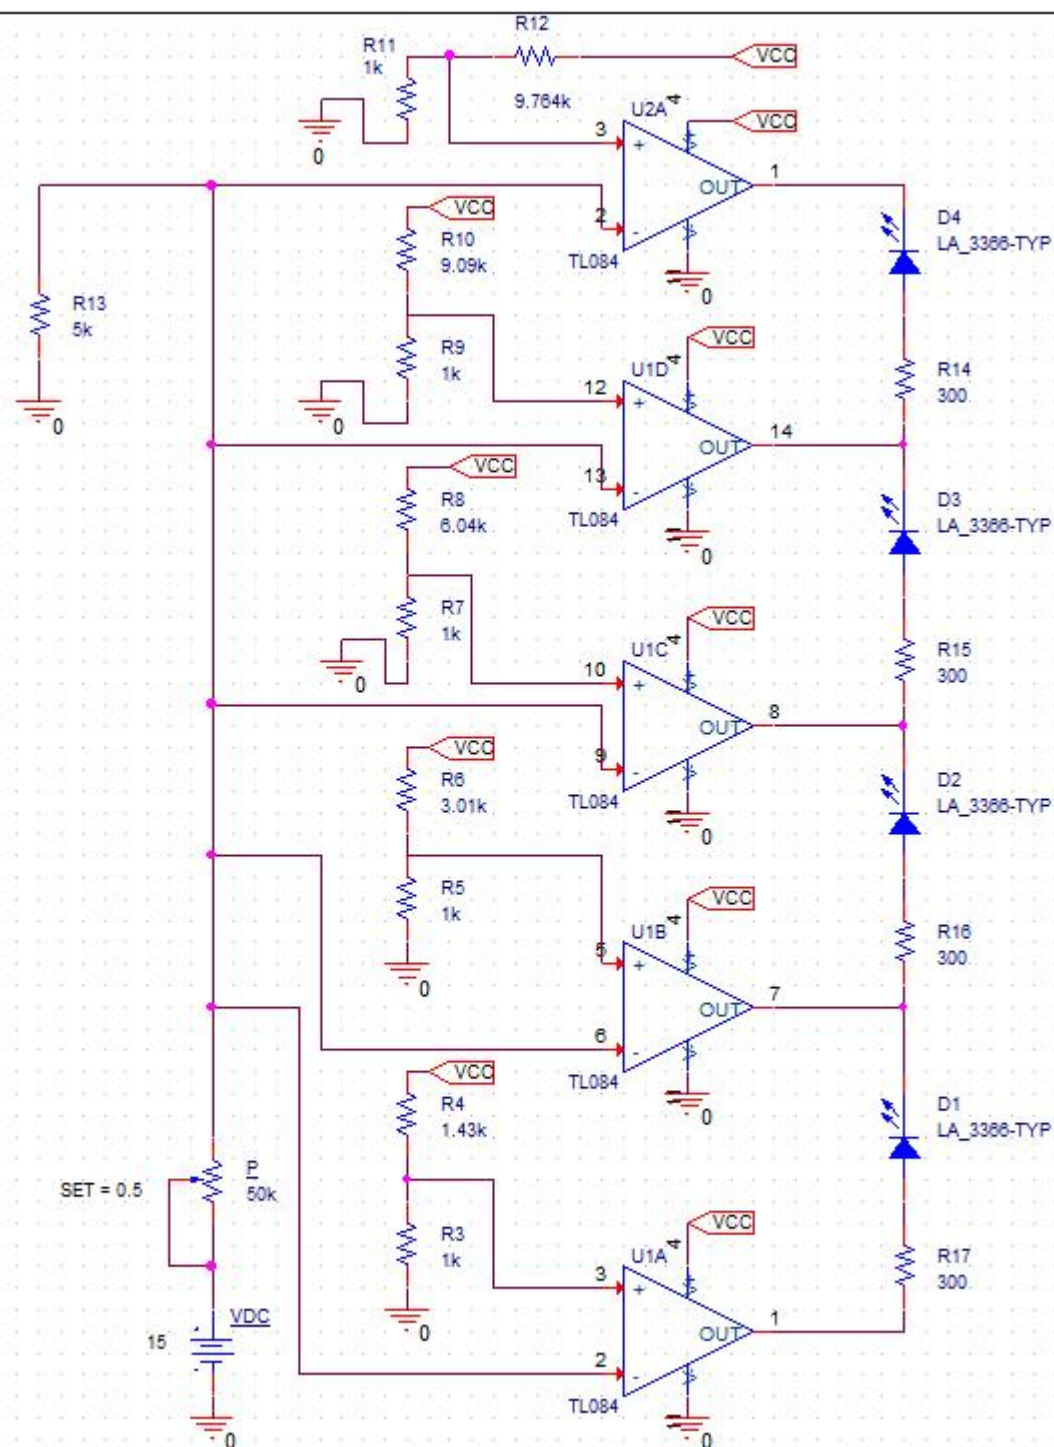 R12
R11
1k
VCC
9.764k
U2A
4
VCC
3
+
0
OUT
1
2
-
TL084
0
VCC
R10
9.09k
D4
LA_3366-TYP
R13
5k
0
R9
1k
0
VCC
U1D
4
12
+
OUT
14
13
-
TL084
0
R14
300
VCC
R8
6.04k
D3
LA_3366-TYP
R7
1k
0
VCC
U1C
4
10
+
OUT
8
9
-
TL084
0
R15
300
VCC
R6
3.01k
D2
LA_3366-TYP
R5
1k
0
VCC
U1B
4
5
+
OUT
7
6
-
TL084
0
R16
300
VCC
R4
1.43k
D1
LA_3366-TYP
SET = 0.5
P
50k
R3
1k
0
VCC
U1A
4
3
+
OUT
1
2
-
TL084
0
R17
300
VDC
15
0